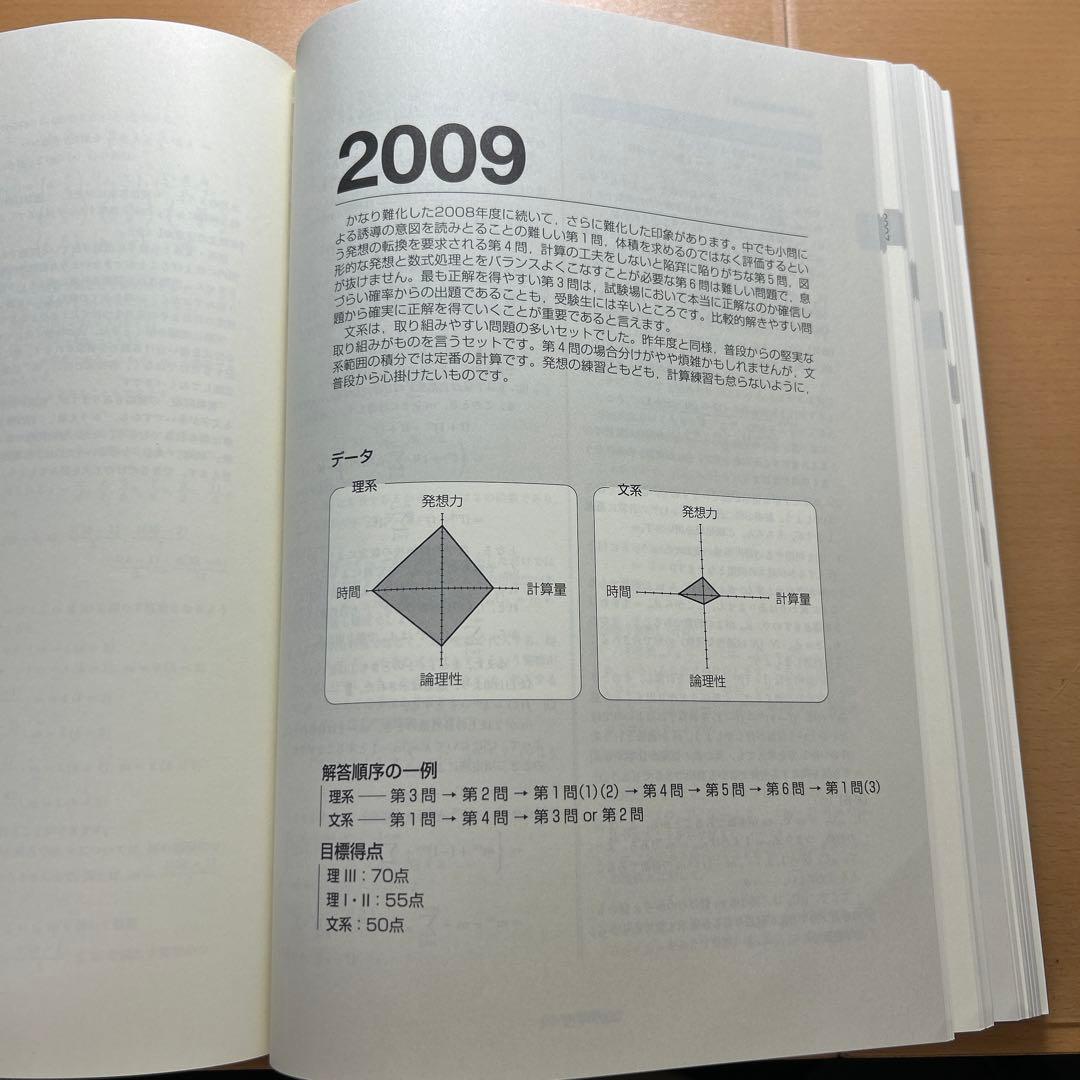 2009
かなり難化した2008年度に続いて，さらに難化した印象があります。中でも小問に
よる誘導の意図を読みとることの難しい第1問，体積を求めるのではなく評価するとい
う発想の転換を要求される第4問，計算の工夫をしないと陥穽に陥りがちな第5問，図
形的な発想と数式処理とをバランスよくこなすことが必要な第6問は難しい問題で，息
が抜けません。最も正解を得やすい第3問は，試験場において本当に正解なのか確信し
づらい確率からの出題であることも，受験生には辛いところです。比較的解きやすい問
題から確実に正解を得ていくことが重要であると言えます。
文系は，取り組みやすい問題の多いセットでした。昨年度と同様，普段からの堅実な
取り組みがものを言うセットです。第4問の場合分けがやや煩雑かもしれませんが，文
系範囲の積分では定番の計算です。発想の練習ともども，計算練習も怠らないように，
普段から心掛けたいものです。
データ
理系
発想力
時間
計算量
論理性
文系
発想力
時間
計算量
論理性
解答順序の一例
理系 ── 第3問 → 第2問 → 第1問(1)(2) → 第4問 → 第5問 → 第6問 → 第1問(3)
文系 ── 第1問 → 第4問 → 第3問 or 第2問
目標得点
理 III：70点
理 I・II：55点
文系：50点
2009